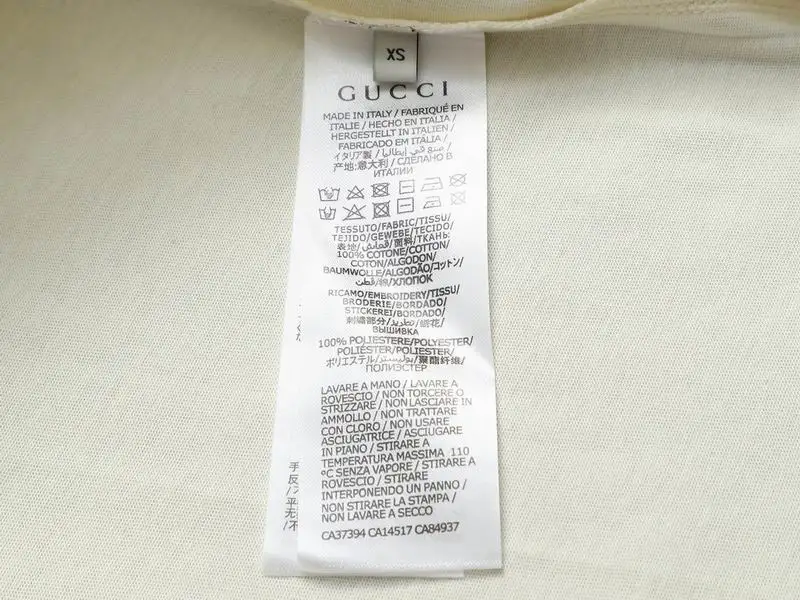 XS
GUCCI
MADE IN ITALY / FABRIQUÉ EN
ITALIE / HECHO EN ITALIA /
HERGESTELLT IN ITALIEN /
FABRICADO EM ITÁLIA /
イタリア製 / صنع في إيطاليا /
产地:意大利 / СДЕЛАНО В
ИТАЛИИ
TESSUTO/FABRIC/TISSU/
TEJIDO/GEWEBE/TECIDO/
表地/قماش/面料/ТКАНЬ:
100% COTONE/COTTON/
COTON/ALGODON/
BAUMWOLLE/ALGODÃO/コットン/
قطن/棉/ХЛОПОК
RICAMO/EMBROIDERY/TISSU/
BRODERIE/BORDADO/
STICKEREI/BORDADO/
刺繍部分/تطريز/绣花/
ВЫШИВКА
100% POLIESTERE/POLYESTER/
POLIÉSTER/POLIESTER/
ポリエステル/بوليستر/聚酯纤维/
ПОЛИЭСТЕР
LAVARE A MANO / LAVARE A
ROVESCIO / NON TORCERE O
STRIZZARE / NON LASCIARE IN
AMMOLLO / NON TRATTARE
CON CLORO / NON USARE
ASCIUGATRICE / ASCIUGARE
IN PIANO / STIRARE A
TEMPERATURA MASSIMA 110
°C SENZA VAPORE / STIRARE A
ROVESCIO / STIRARE
INTERPONENDO UN PANNO /
NON STIRARE LA STAMPA /
NON LAVARE A SECCO
CA37394 CA14517 CA84937
手
反
/平
无
/不